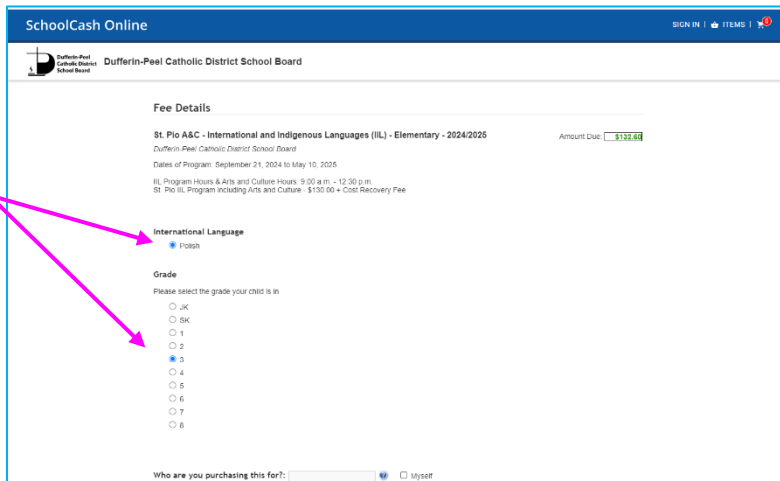 SchoolCash Online
SIGN IN | ITEMS | 0
Dufferin-Peel
Catholic District
School Board
Dufferin-Peel Catholic District School Board
Fee Details
St. Pio A&C - International and Indigenous Languages (IIL) - Elementary - 2024/2025
Amount Due: $132.60
Dufferin-Peel Catholic District School Board
Dates of Program: September 21, 2024 to May 10, 2025
IIL Program Hours & Arts and Culture Hours: 9:00 a.m. - 12:30 p.m.
St. Pio IIL Program including Arts and Culture - $130.00 + Cost Recovery Fee
International Language
Polish
Grade
Please select the grade your child is in
JK
SK
1
2
3
4
5
6
7
8
Who are you purchasing this for?: Myself